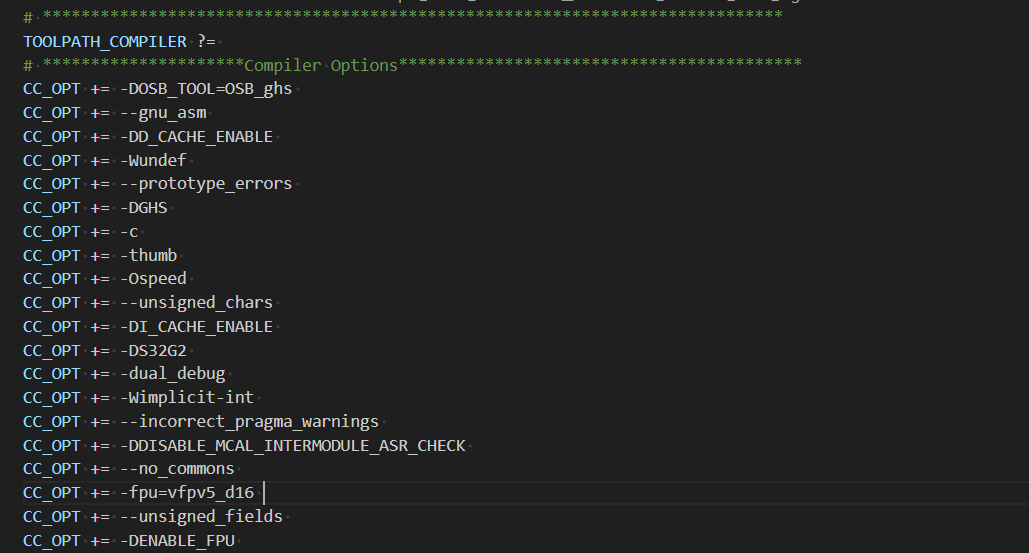 # *****************************************************************************
TOOLPATH_COMPILER ?=
# *********************Compiler Options******************************************
CC_OPT += -DOSB_TOOL=OSB_ghs
CC_OPT += --gnu_asm
CC_OPT += -DD_CACHE_ENABLE
CC_OPT += -Wundef
CC_OPT += --prototype_errors
CC_OPT += -DGHS
CC_OPT += -c
CC_OPT += -thumb
CC_OPT += -Ospeed
CC_OPT += --unsigned_chars
CC_OPT += -DI_CACHE_ENABLE
CC_OPT += -DS32G2
CC_OPT += -dual_debug
CC_OPT += -Wimplicit-int
CC_OPT += --incorrect_pragma_warnings
CC_OPT += -DDISABLE_MCAL_INTERMODULE_ASR_CHECK
CC_OPT += --no_commons
CC_OPT += -fpu=vfpv5_d16
CC_OPT += --unsigned_fields
CC_OPT += -DENABLE_FPU